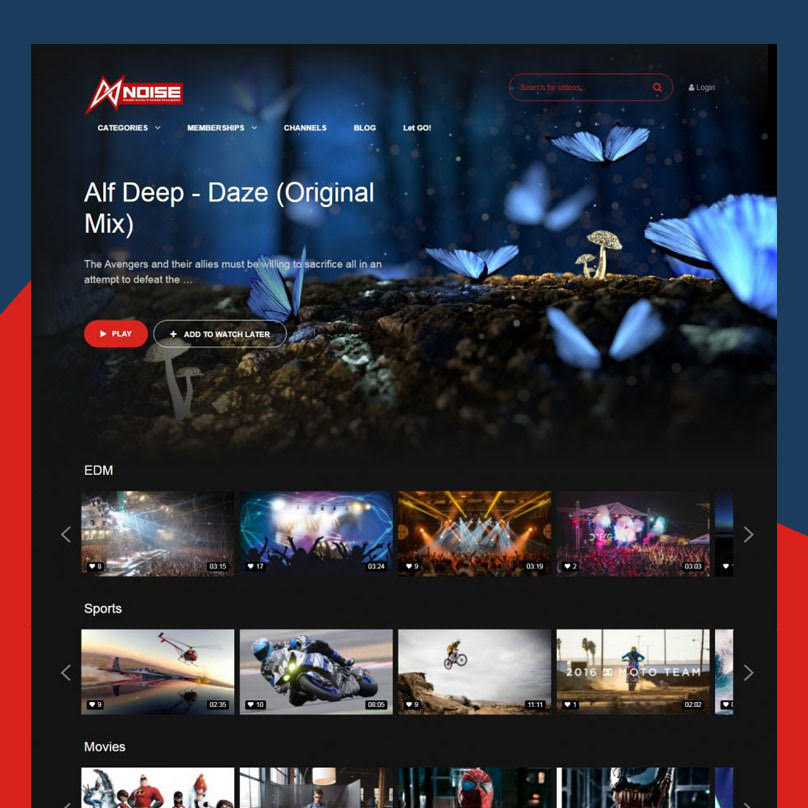 NOISE
Search for videos...
Login
CATEGORIES
MEMBERSHIPS
CHANNELS
BLOG
Let GO!
Alf Deep - Daze (Original
Mix)
The Avengers and their allies must be willing to sacrifice all in an
attempt to defeat the ...
PLAY
+ ADD TO WATCH LATER
EDM
8
03:15
17
03:24
9
03:19
2
03:03
Sports
9
02:35
10
08:05
9
11:11
2016 DC MOTO TEAM
1
02:02
Movies